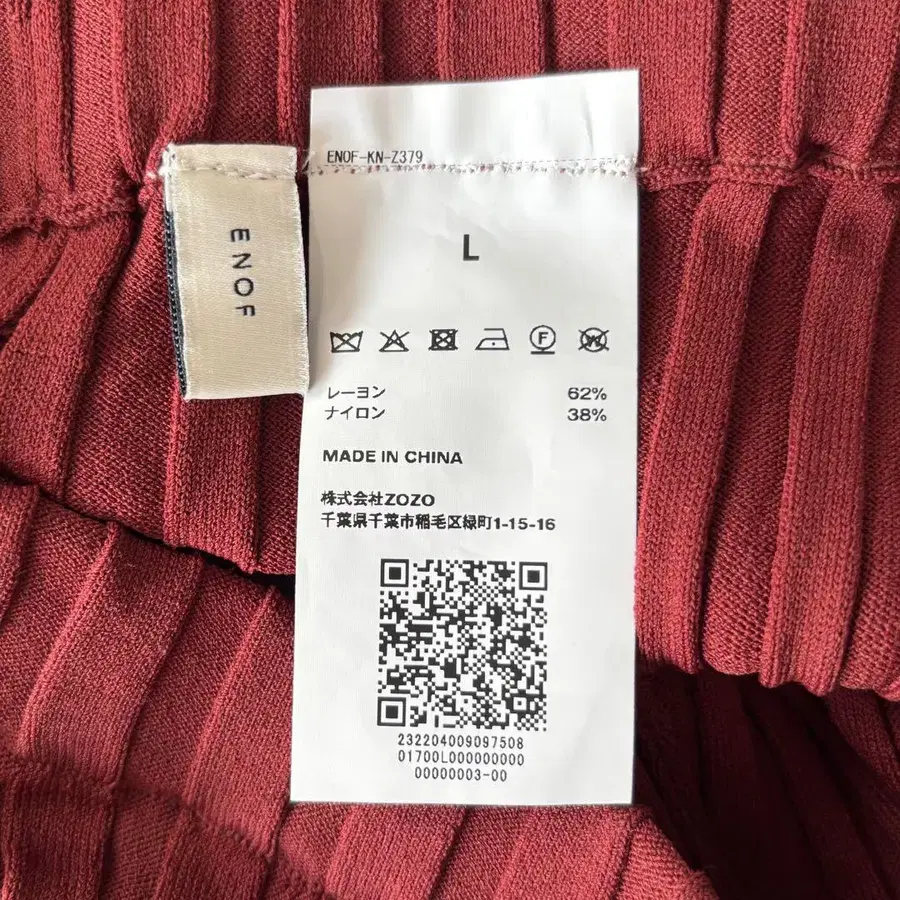 ENOF
ENOF-KN-Z379
L
レーヨン 62%
ナイロン 38%
MADE IN CHINA
株式会社ZOZO
千葉県千葉市稲毛区緑町1-15-16
232204009097508
01700L000000000
00000003-00